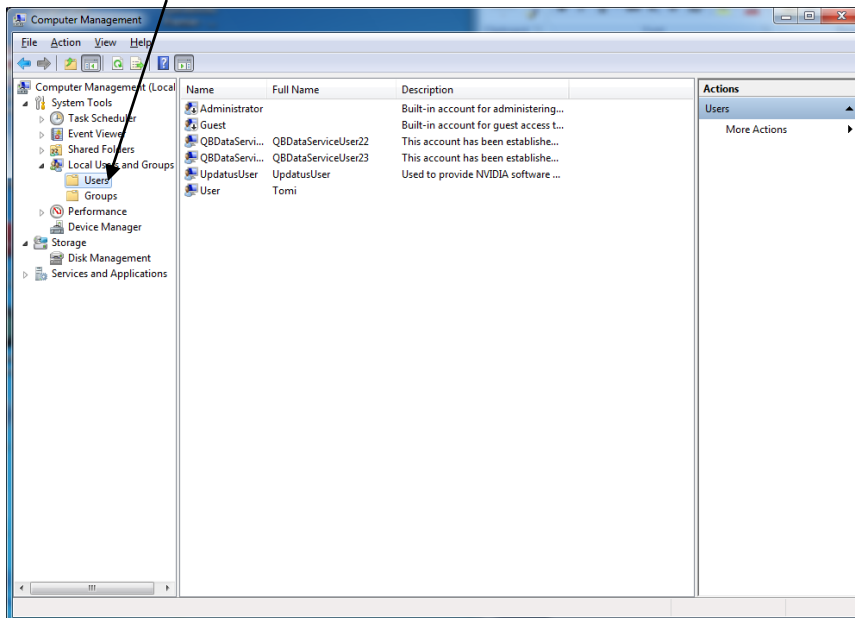 Computer Management
File Action View Help
Computer Management (Local
System Tools
Task Scheduler
Event Viewer
Shared Folders
Local Users and Groups
Users
Groups
Performance
Device Manager
Storage
Disk Management
Services and Applications
Name Full Name Description
Administrator Built-in account for administering...
Guest Built-in account for guest access t...
QBDataServi... QBDataServiceUser22 This account has been establishe...
QBDataServi... QBDataServiceUser23 This account has been establishe...
UpdatusUser UpdatusUser Used to provide NVIDIA software ...
User Tomi
Actions
Users
More Actions